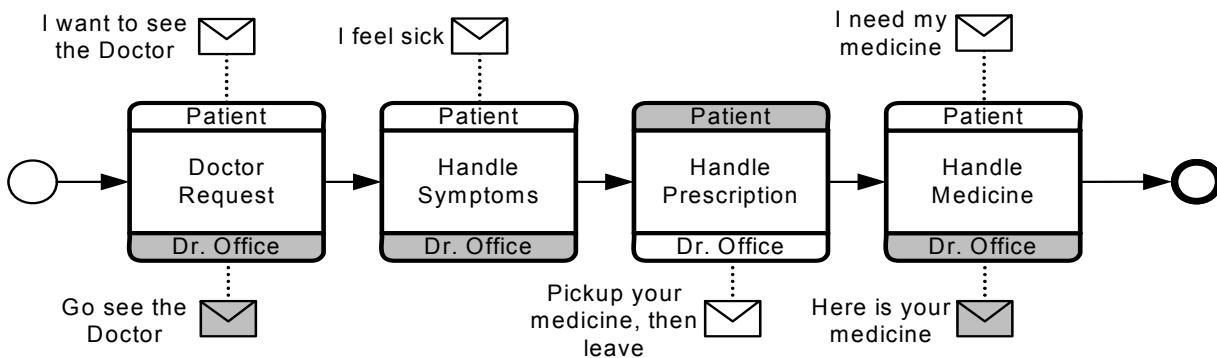 I want to see
the Doctor
I feel sick
I need my
medicine
Patient
Patient
Patient
Patient
Doctor
Request
Handle
Symptoms
Handle
Prescription
Handle
Medicine
Dr. Office
Dr. Office
Dr. Office
Dr. Office
Go see the
Doctor
Pickup your
medicine, then
leave
Here is your
medicine